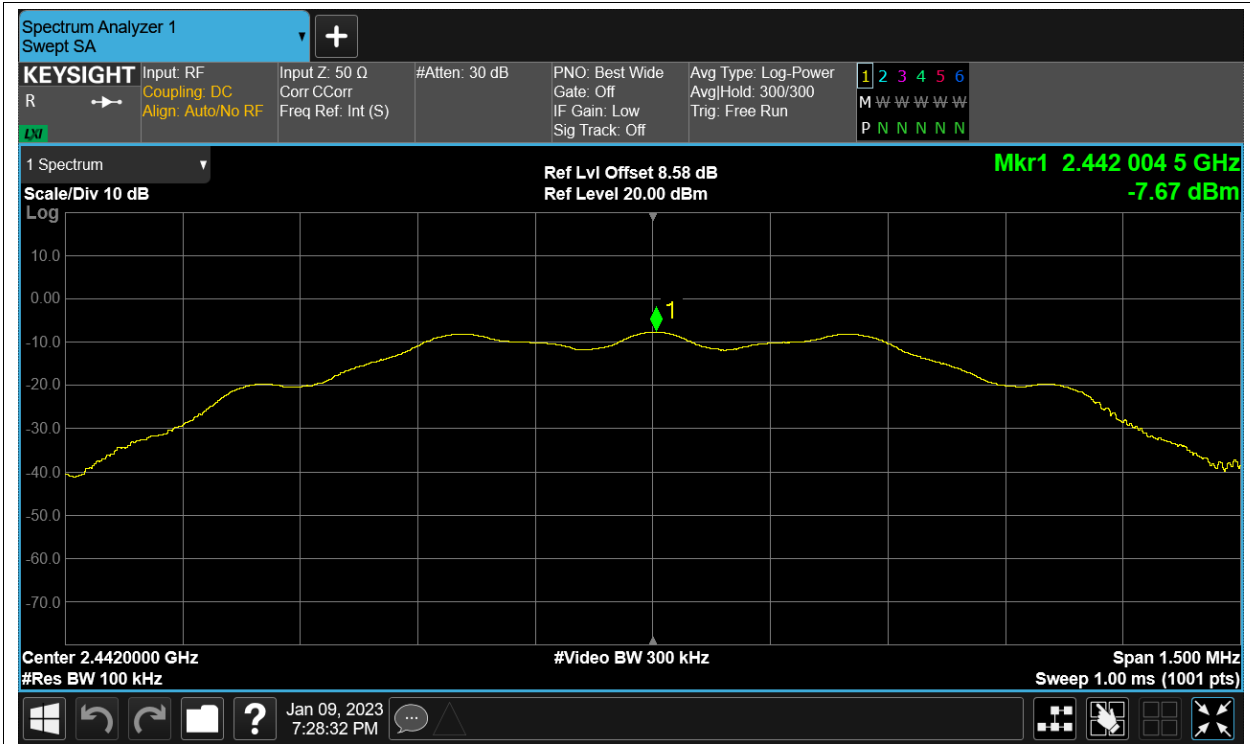 Spectrum Analyzer 1
Swept SA
KEYSIGHT
R
LXI
Input: RF
Coupling: DC
Align: Auto/No RF
Input Z: 50 Ω
Corr CCorr
Freq Ref: Int (S)
#Atten: 30 dB
PNO: Best Wide
Gate: Off
IF Gain: Low
Sig Track: Off
Avg Type: Log-Power
Avg|Hold: 300/300
Trig: Free Run
1 2 3 4 5 6
M W W W W W
P N N N N N
1 Spectrum
Scale/Div 10 dB
Ref Lvl Offset 8.58 dB
Ref Level 20.00 dBm
Mkr1 2.442 004 5 GHz
-7.67 dBm
Log
10.0
0.00
-10.0
-20.0
-30.0
-40.0
-50.0
-60.0
-70.0
1
Center 2.4420000 GHz
#Res BW 100 kHz
#Video BW 300 kHz
Span 1.500 MHz
Sweep 1.00 ms (1001 pts)
?
Jan 09, 2023
7:28:32 PM